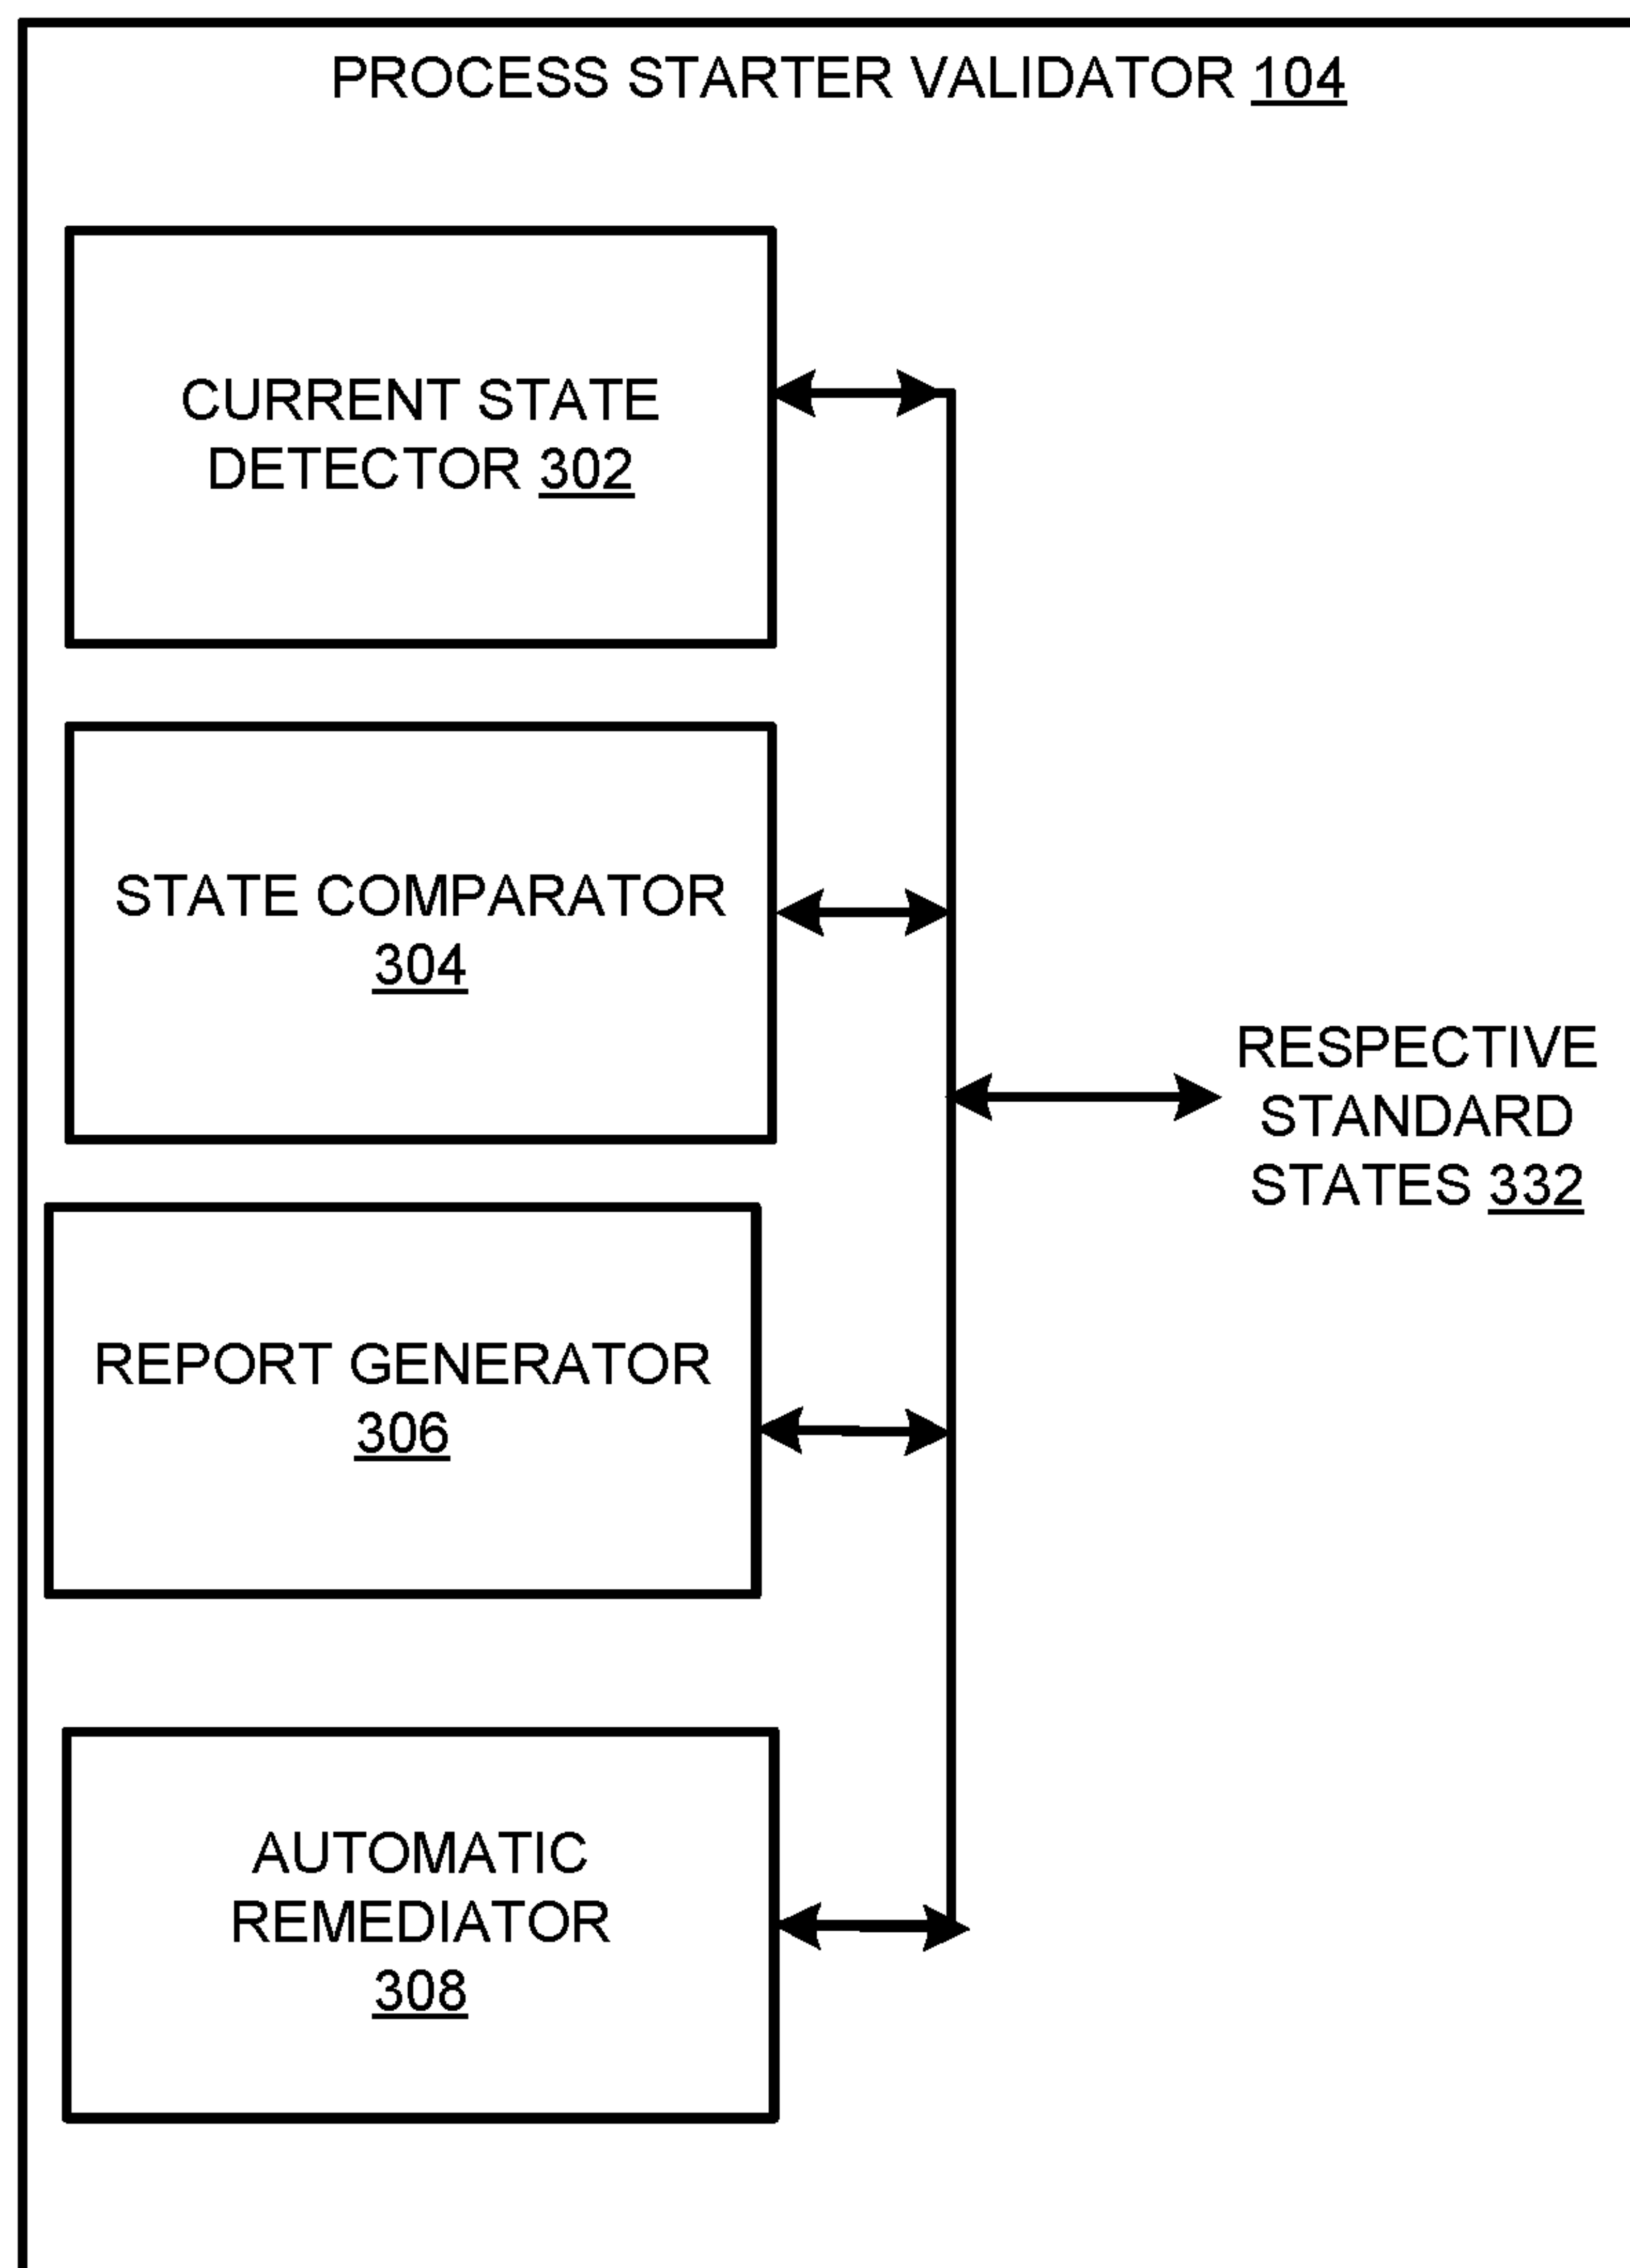 PROCESS STARTER VALIDATOR 104
CURRENT STATE
DETECTOR 302
STATE COMPARATOR
304
RESPECTIVE
STANDARD
STATES 332
REPORT GENERATOR
306
AUTOMATIC
REMEDIATOR
308